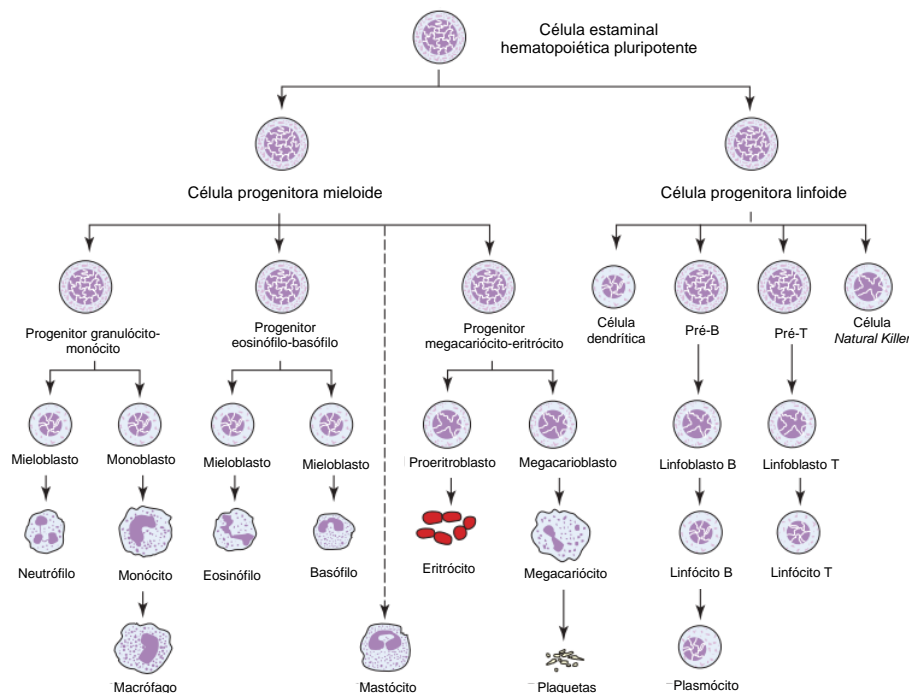 Célula estaminal
hematopoiética pluripotente
Célula progenitora mieloide
Célula progenitora linfoide
Progenitor granulócito-
monócito
Progenitor
eosinófilo-basófilo
Progenitor
megacariócito-eritrócito
Célula
dendrítica
Pré-B
Pré-T
Célula
Natural Killer
Mieloblasto
Monoblasto
Mieloblasto
Mieloblasto
Proeritroblasto
Megacarioblasto
Linfoblasto B
Linfoblasto T
Neutrófilo
Monócito
Eosinófilo
Basófilo
Eritrócito
Megacariócito
Linfócito B
Linfócito T
Macrófago
Mastócito
Plaquetas
Plasmócito